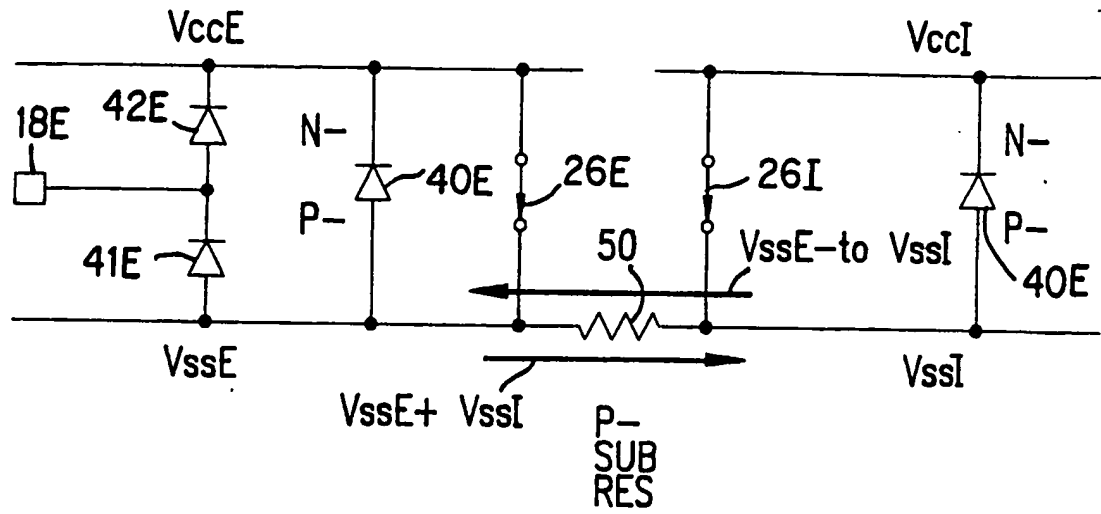 VccE
VccI
42E
18E
N-
40E
P-
26E
26I
N-
P-
40E
41E
50
VssE-to VssI
VssE
VssI
VssE+ VssI
P-
SUB
RES